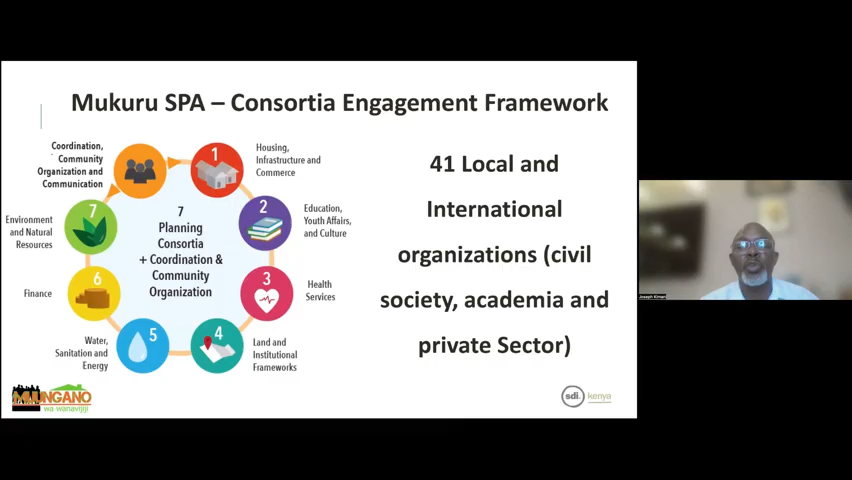 Mukuru SPA – Consortia Engagement Framework
Coordination,
Community
Organization and
Communication
1
Housing,
Infrastructure and
Commerce
2
Education,
Youth Affairs,
and Culture
3
Health
Services
4
Land and
Institutional
Frameworks
5
Water,
Sanitation and
Energy
6
Finance
7
Environment
and Natural
Resources
7
Planning
Consortia
+ Coordination &
Community
Organization
41 Local and
International
organizations (civil
society, academia and
private Sector)
MUUNGANO
wa wanavijiji
sdi. kenya
Joseph Kimani